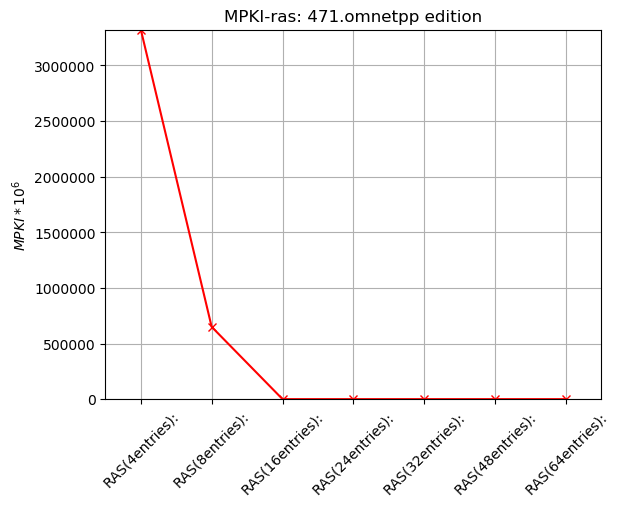 MPKI-ras: 471.omnetpp edition
3000000
2500000
2000000
1500000
1000000
500000
0
MPKI * 10^6
RAS(4entries):
RAS(8entries):
RAS(16entries):
RAS(24entries):
RAS(32entries):
RAS(48entries):
RAS(64entries):